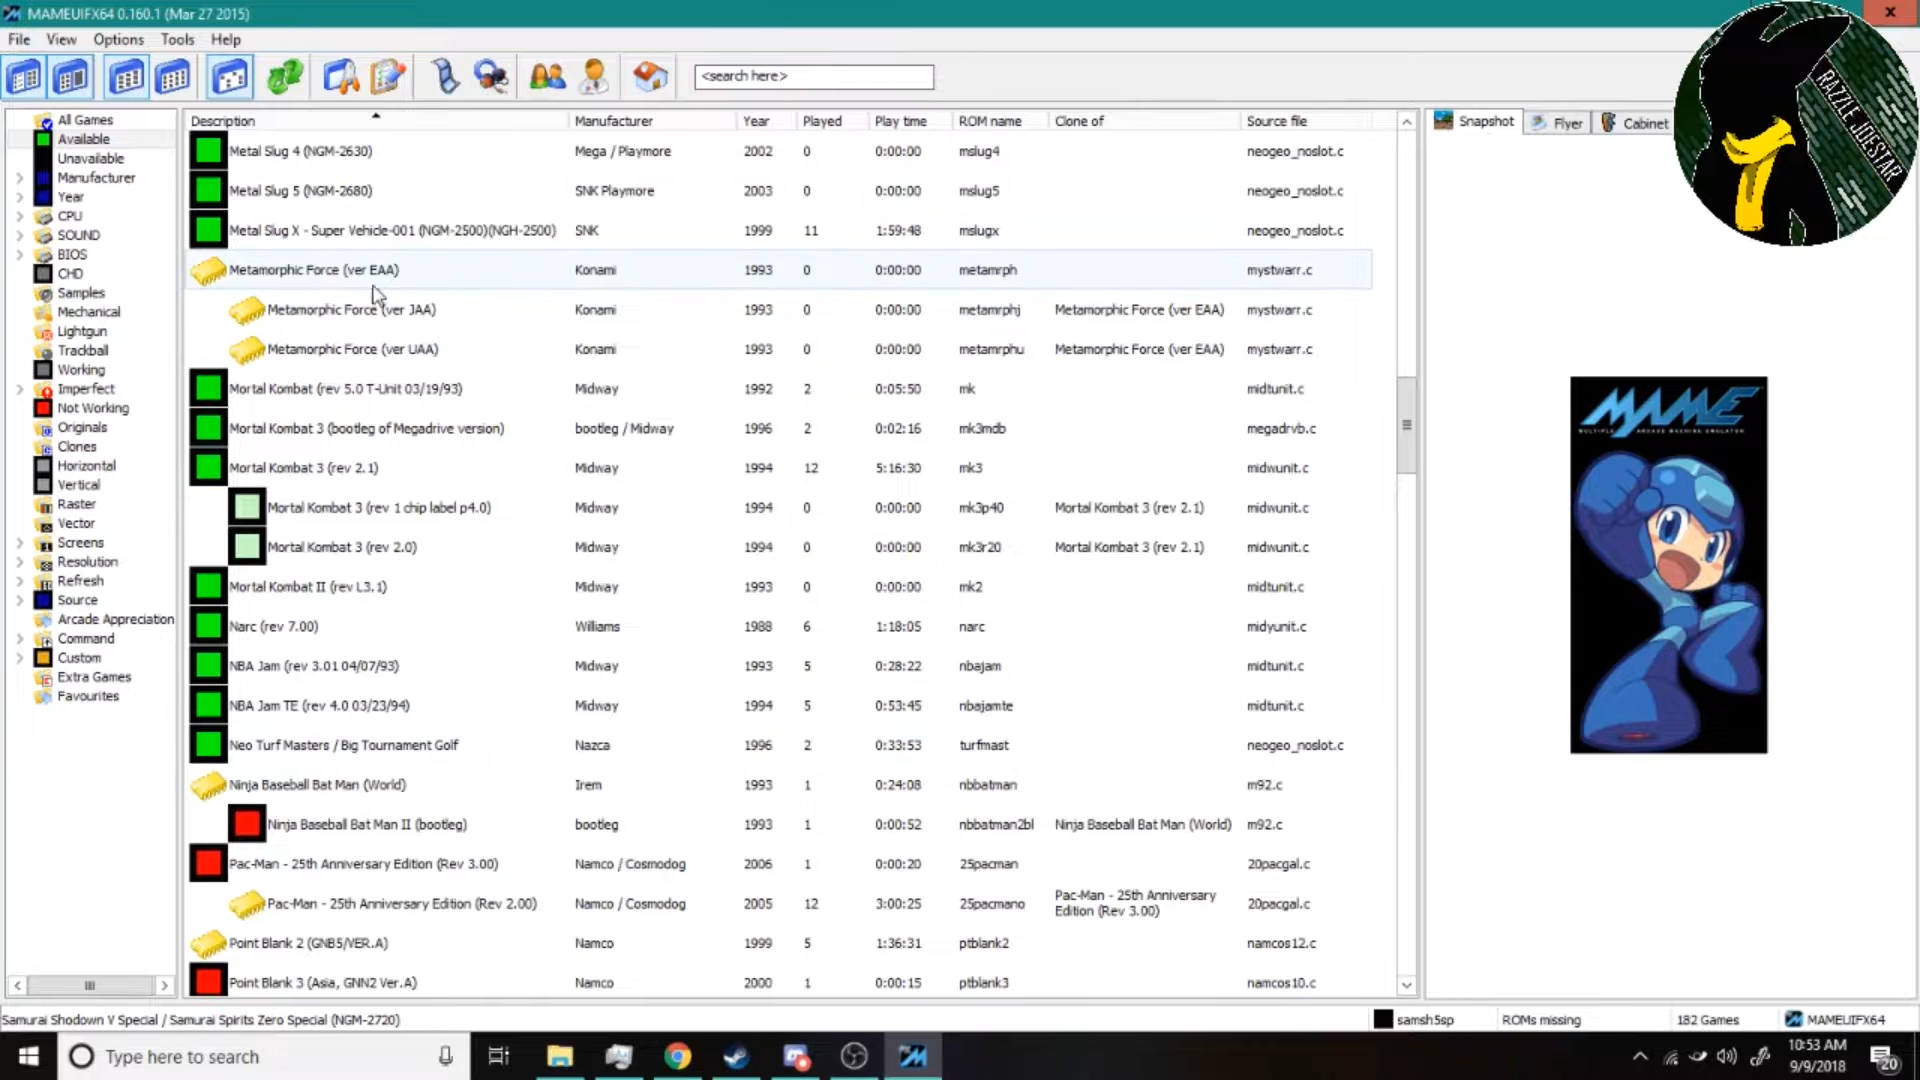 MAMEUIFX64 0.160.1 (Mar 27 2015)
x
File View Options Tools Help
<search here>
RAZZLE JOESTAR
All Games
Available
Unavailable
Manufacturer
Year
CPU
SOUND
BIOS
CHD
Samples
Mechanical
Lightgun
Trackball
Working
Imperfect
Not Working
Originals
Clones
Horizontal
Vertical
Raster
Vector
Screens
Resolution
Refresh
Source
Arcade Appreciation
Command
Custom
Extra Games
Favourites
Description Manufacturer Year Played Play time ROM name Clone of Source file
Metal Slug 4 (NGM-2630) Mega / Playmore 2002 0 0:00:00 mslug4 neogeo_noslot.c
Metal Slug 5 (NGM-2680) SNK Playmore 2003 0 0:00:00 mslug5 neogeo_noslot.c
Metal Slug X - Super Vehicle-001 (NGM-2500)(NGH-2500) SNK 1999 11 1:59:48 mslugx neogeo_noslot.c
Metamorphic Force (ver EAA) Konami 1993 0 0:00:00 metamrph mystwarr.c
Metamorphic Force (ver JAA) Konami 1993 0 0:00:00 metamrphj Metamorphic Force (ver EAA) mystwarr.c
Metamorphic Force (ver UAA) Konami 1993 0 0:00:00 metamrphu Metamorphic Force (ver EAA) mystwarr.c
Mortal Kombat (rev 5.0 T-Unit 03/19/93) Midway 1992 2 0:05:50 mk midtunit.c
Mortal Kombat 3 (bootleg of Megadrive version) bootleg / Midway 1996 2 0:02:16 mk3mdb megadrvb.c
Mortal Kombat 3 (rev 2.1) Midway 1994 12 5:16:30 mk3 midwunit.c
Mortal Kombat 3 (rev 1 chip label p4.0) Midway 1994 0 0:00:00 mk3p40 Mortal Kombat 3 (rev 2.1) midwunit.c
Mortal Kombat 3 (rev 2.0) Midway 1994 0 0:00:00 mk3r20 Mortal Kombat 3 (rev 2.1) midwunit.c
Mortal Kombat II (rev L3.1) Midway 1993 0 0:00:00 mk2 midtunit.c
Narc (rev 7.00) Williams 1988 6 1:18:05 narc midyunit.c
NBA Jam (rev 3.01 04/07/93) Midway 1993 5 0:28:22 nbajam midtunit.c
NBA Jam TE (rev 4.0 03/23/94) Midway 1994 5 0:53:45 nbajamte midtunit.c
Neo Turf Masters / Big Tournament Golf Nazca 1996 2 0:33:53 turfmast neogeo_noslot.c
Ninja Baseball Bat Man (World) Irem 1993 1 0:24:08 nbbatman m92.c
Ninja Baseball Bat Man II (bootleg) bootleg 1993 1 0:00:52 nbbatman2bl Ninja Baseball Bat Man (World) m92.c
Pac-Man - 25th Anniversary Edition (Rev 3.00) Namco / Cosmodog 2006 1 0:00:20 25pacman 20pacgal.c
Pac-Man - 25th Anniversary Edition (Rev 2.00) Namco / Cosmodog 2005 12 3:00:25 25pacmano Pac-Man - 25th Anniversary Edition (Rev 3.00) 20pacgal.c
Point Blank 2 (GNB5/VER.A) Namco 1999 5 1:36:31 ptblank2 namcos12.c
Point Blank 3 (Asia, GNN2 Ver.A) Namco 2000 1 0:00:15 ptblank3 namcos10.c
Snapshot Flyer Cabinet
MAME
MULTIPLE ARCADE MACHINE EMULATOR
Samurai Shodown V Special / Samurai Spirits Zero Special (NGM-2720) samsh5sp ROMs missing 182 Games MAMEUIFX64
Type here to search
10:53 AM
9/9/2018
20